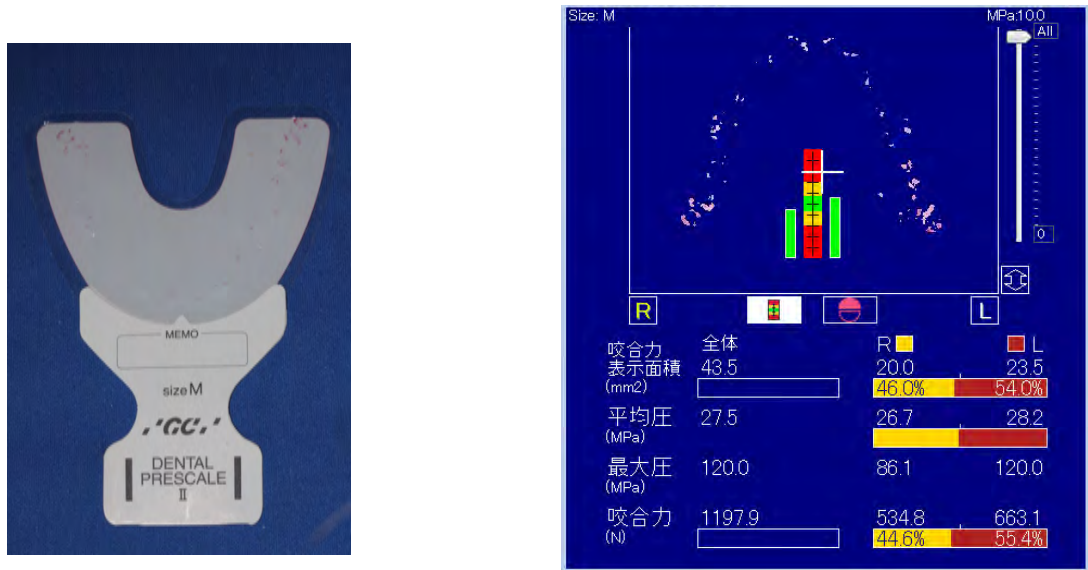 MEMO
size M
GC
DENTAL
PRESCALE
II
Size: M
MPa:10.0
All
0
R
L
咬合力 全体 R L
表示面積 43.5 20.0 23.5
(mm2) 46.0% 54.0%
平均圧 27.5 26.7 28.2
(MPa)
最大圧 120.0 86.1 120.0
(MPa)
咬合力 1197.9 534.8 663.1
(N) 44.6% 55.4%